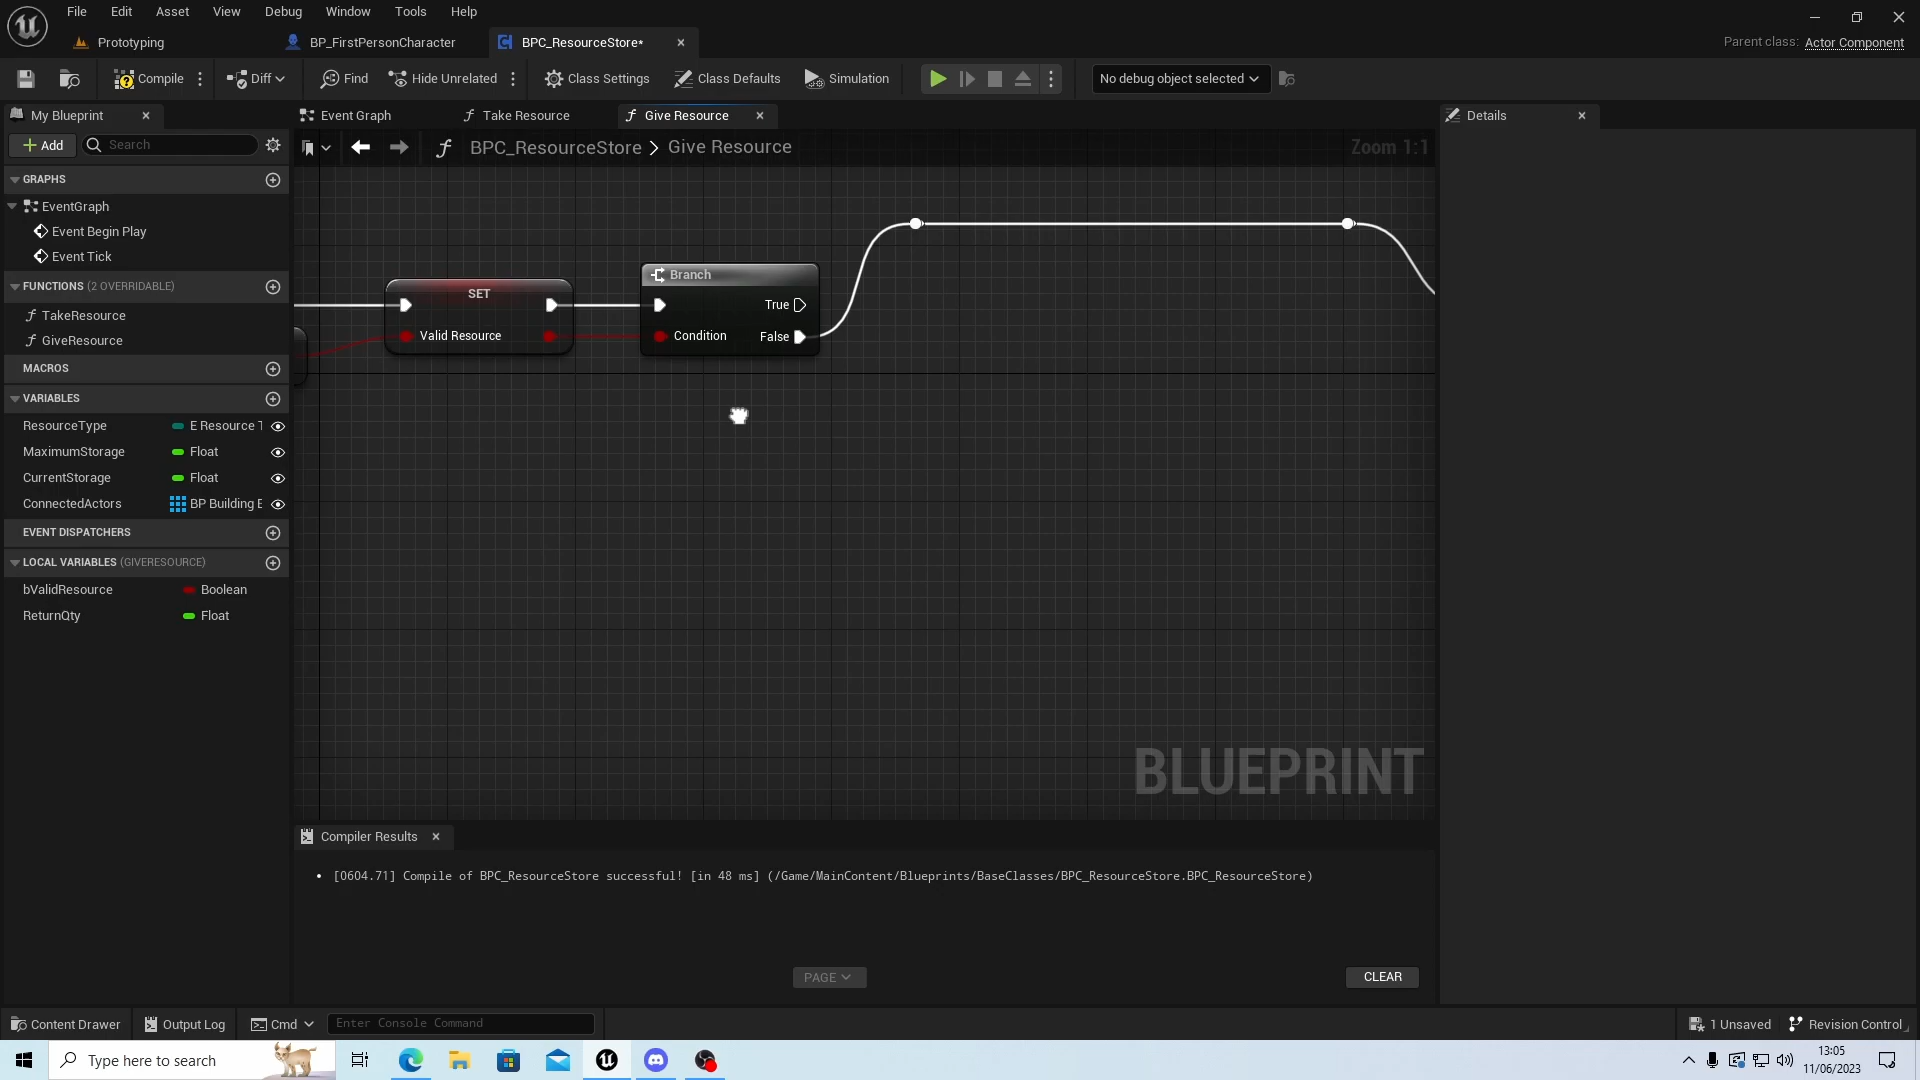 File Edit Asset View Debug Window Tools Help
Prototyping BP_FirstPersonCharacter BPC_ResourceStore* Parent class: Actor Component
Compile Diff Find Hide Unrelated Class Settings Class Defaults Simulation No debug object selected
My Blueprint Event Graph Take Resource Give Resource Details
Add Search BPC_ResourceStore > Give Resource Zoom 1:1
GRAPHS
EventGraph
Event Begin Play
Event Tick
FUNCTIONS (2 OVERRIDABLE)
TakeResource
GiveResource
MACROS
VARIABLES
ResourceType E Resource T
MaximumStorage Float
CurrentStorage Float
ConnectedActors BP Building E
EVENT DISPATCHERS
LOCAL VARIABLES (GIVERESOURCE)
bValidResource Boolean
ReturnQty Float
SET
Valid Resource
Branch
True
Condition False
BLUEPRINT
Compiler Results
• [0604.71] Compile of BPC_ResourceStore successful! [in 48 ms] (/Game/MainContent/Blueprints/BaseClasses/BPC_ResourceStore.BPC_ResourceStore)
PAGE CLEAR
Content Drawer Output Log Cmd Enter Console Command 1 Unsaved Revision Control
Type here to search 13:05
11/06/2023